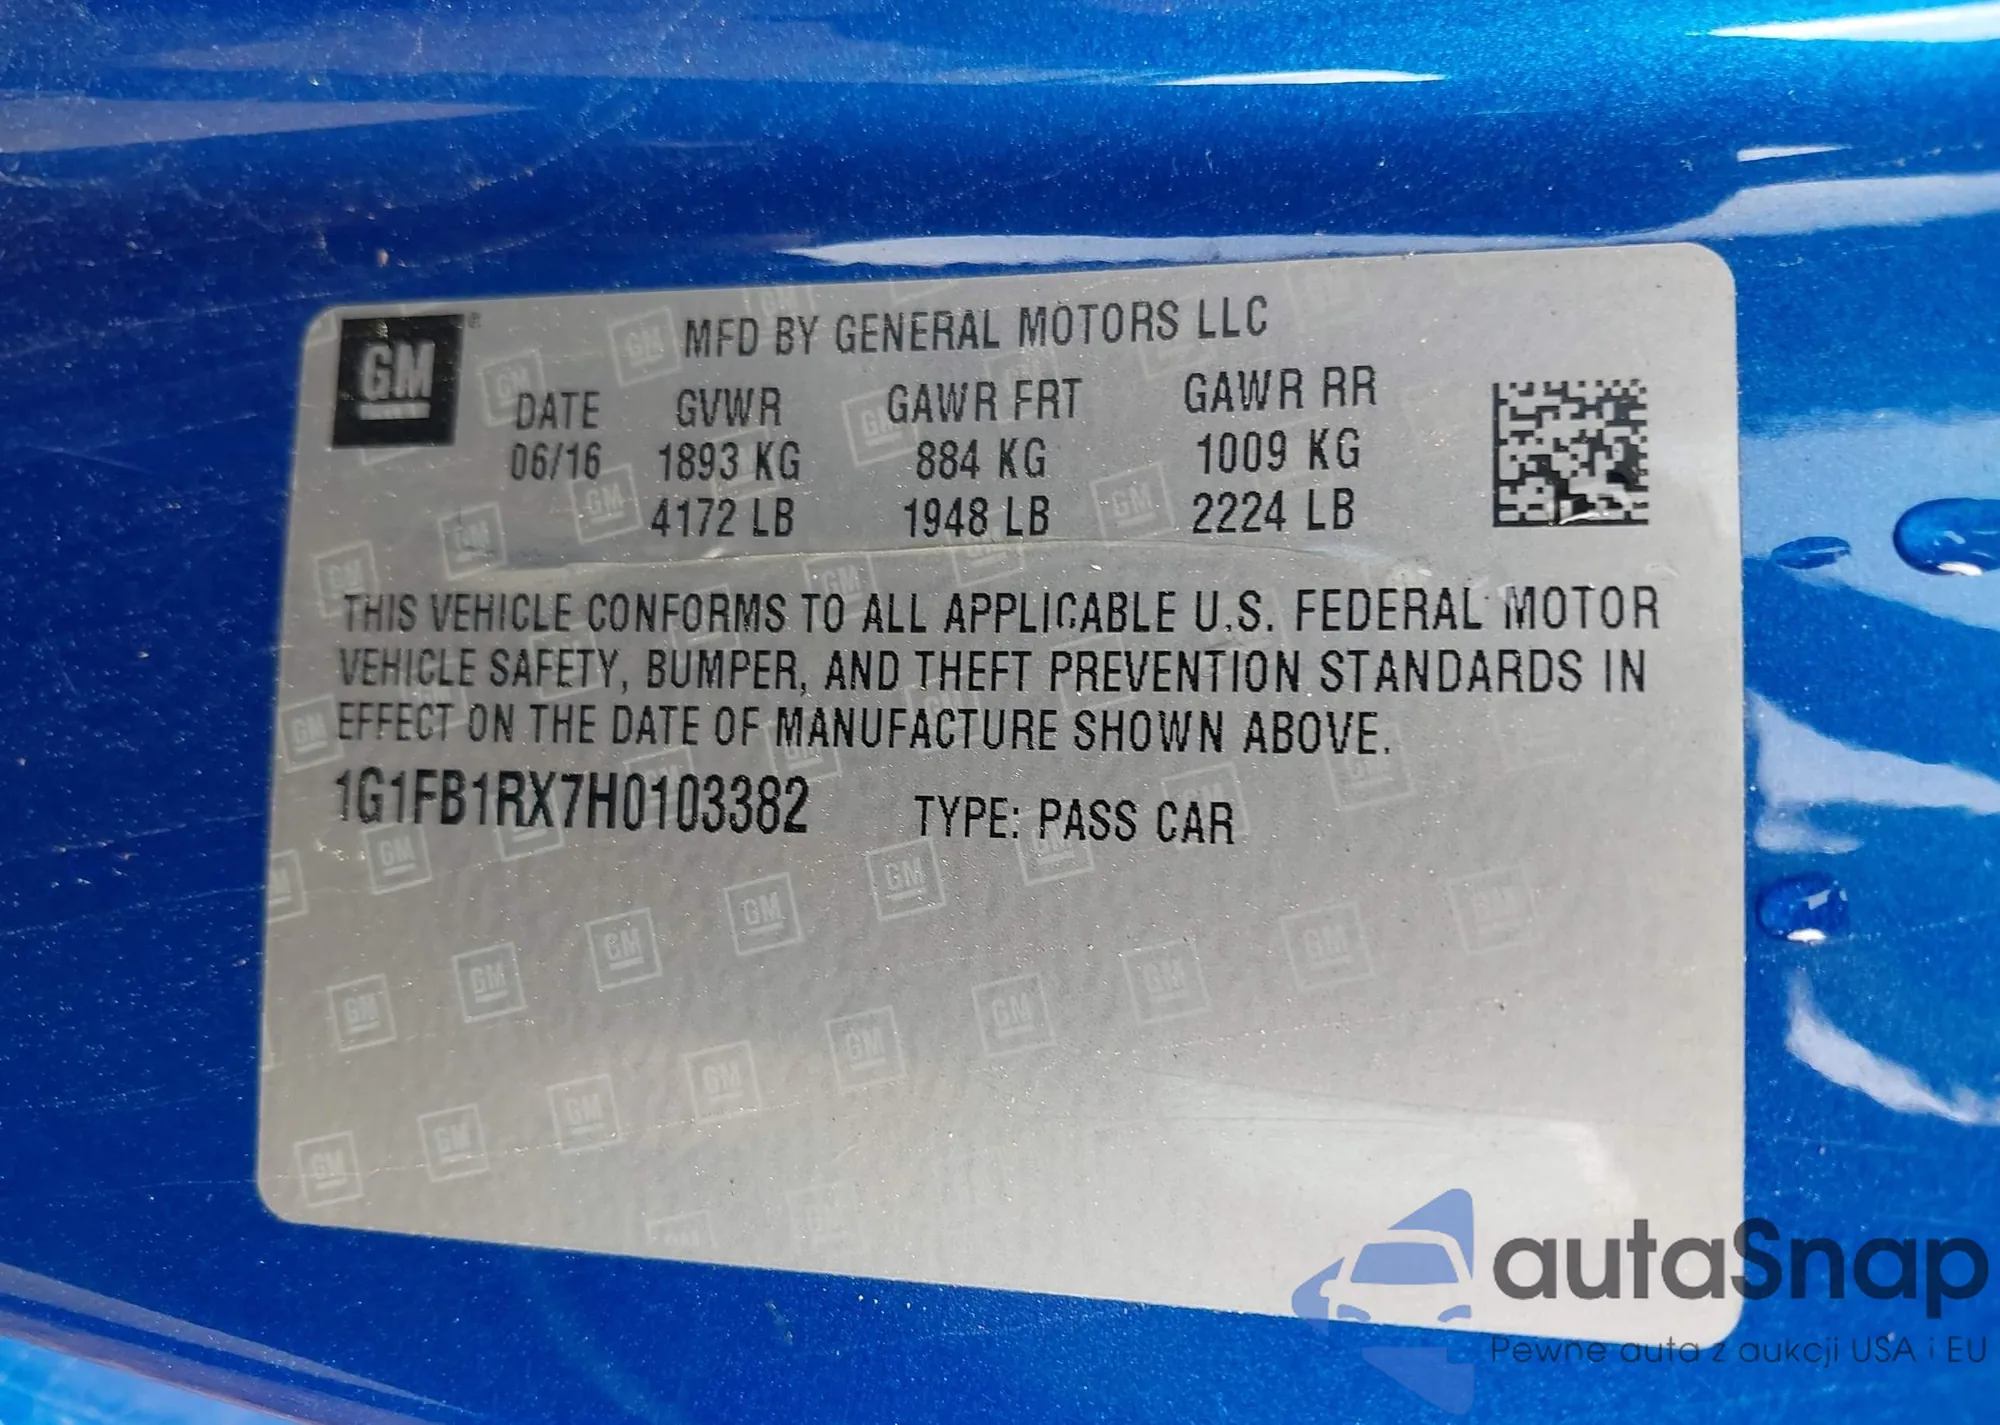 GM
MFD BY GENERAL MOTORS LLC
DATE GVWR GAWR FRT GAWR RR
06/16 1893 KG 884 KG 1009 KG
4172 LB 1948 LB 2224 LB
THIS VEHICLE CONFORMS TO ALL APPLICABLE U.S. FEDERAL MOTOR
VEHICLE SAFETY, BUMPER, AND THEFT PREVENTION STANDARDS IN
EFFECT ON THE DATE OF MANUFACTURE SHOWN ABOVE.
1G1FB1RX7H0103382 TYPE: PASS CAR
autaSnap
Pewne auta z aukcji USA i EU